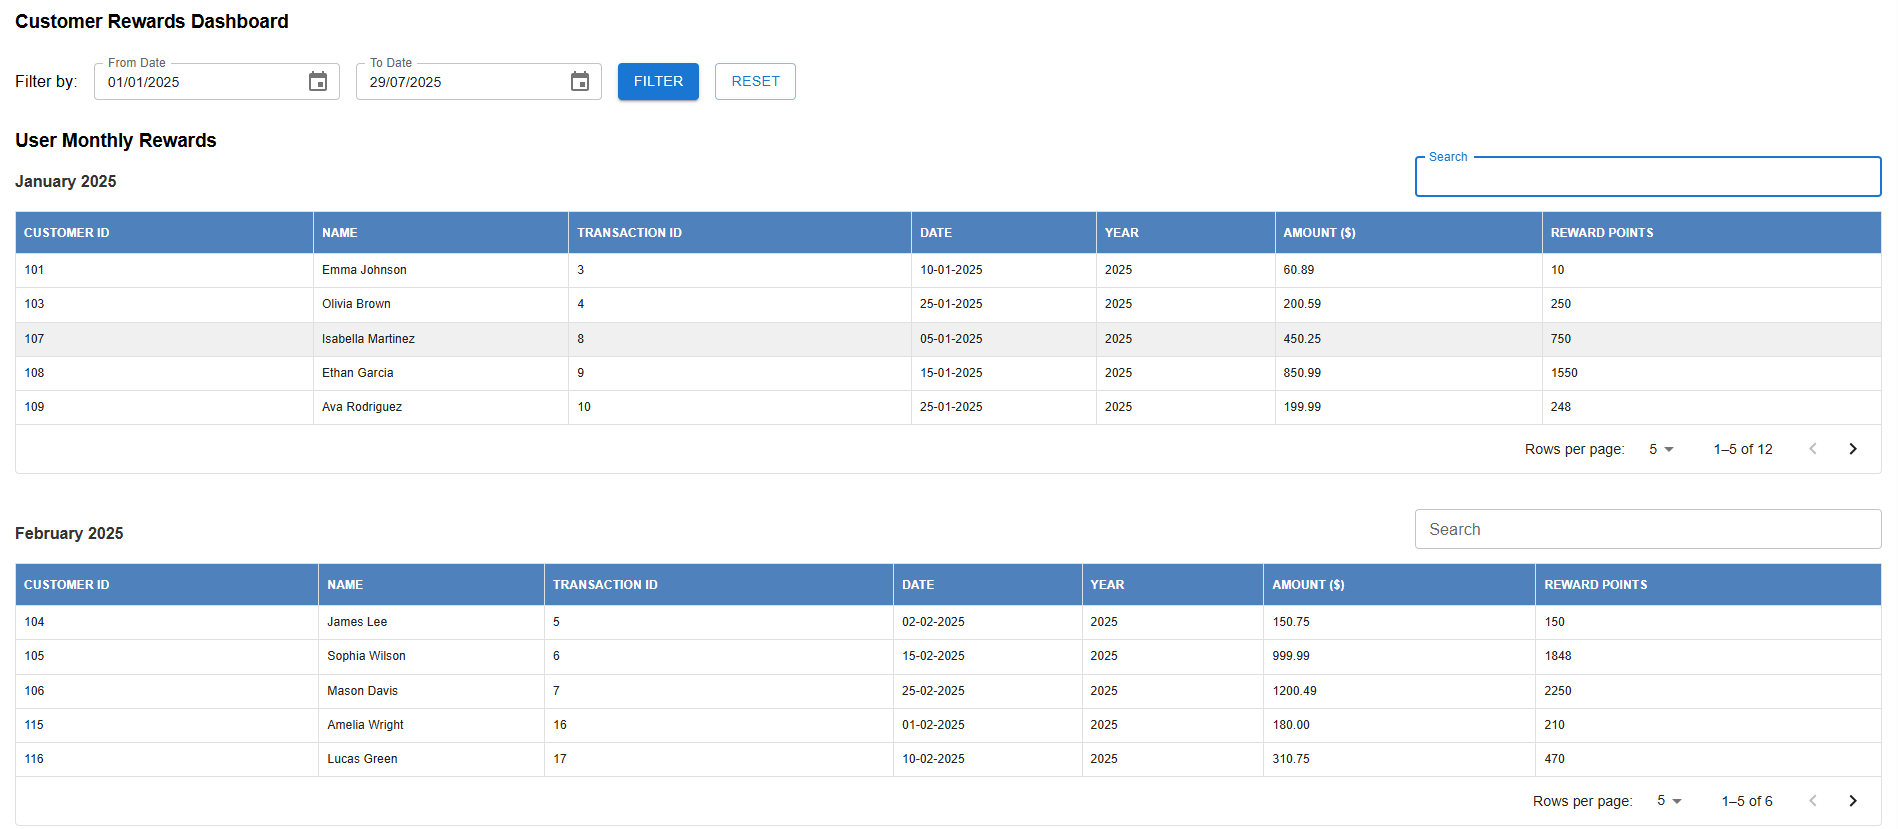 Customer Rewards Dashboard
Filter by:
From Date
01/01/2025
To Date
29/07/2025
FILTER
RESET
User Monthly Rewards
January 2025
Search
CUSTOMER ID NAME TRANSACTION ID DATE YEAR AMOUNT ($) REWARD POINTS
101 Emma Johnson 3 10-01-2025 2025 60.89 10
103 Olivia Brown 4 25-01-2025 2025 200.59 250
107 Isabella Martinez 8 05-01-2025 2025 450.25 750
108 Ethan Garcia 9 15-01-2025 2025 850.99 1550
109 Ava Rodriguez 10 25-01-2025 2025 199.99 248
Rows per page: 5 1–5 of 12
February 2025
Search
CUSTOMER ID NAME TRANSACTION ID DATE YEAR AMOUNT ($) REWARD POINTS
104 James Lee 5 02-02-2025 2025 150.75 150
105 Sophia Wilson 6 15-02-2025 2025 999.99 1848
106 Mason Davis 7 25-02-2025 2025 1200.49 2250
115 Amelia Wright 16 01-02-2025 2025 180.00 210
116 Lucas Green 17 10-02-2025 2025 310.75 470
Rows per page: 5 1–5 of 6